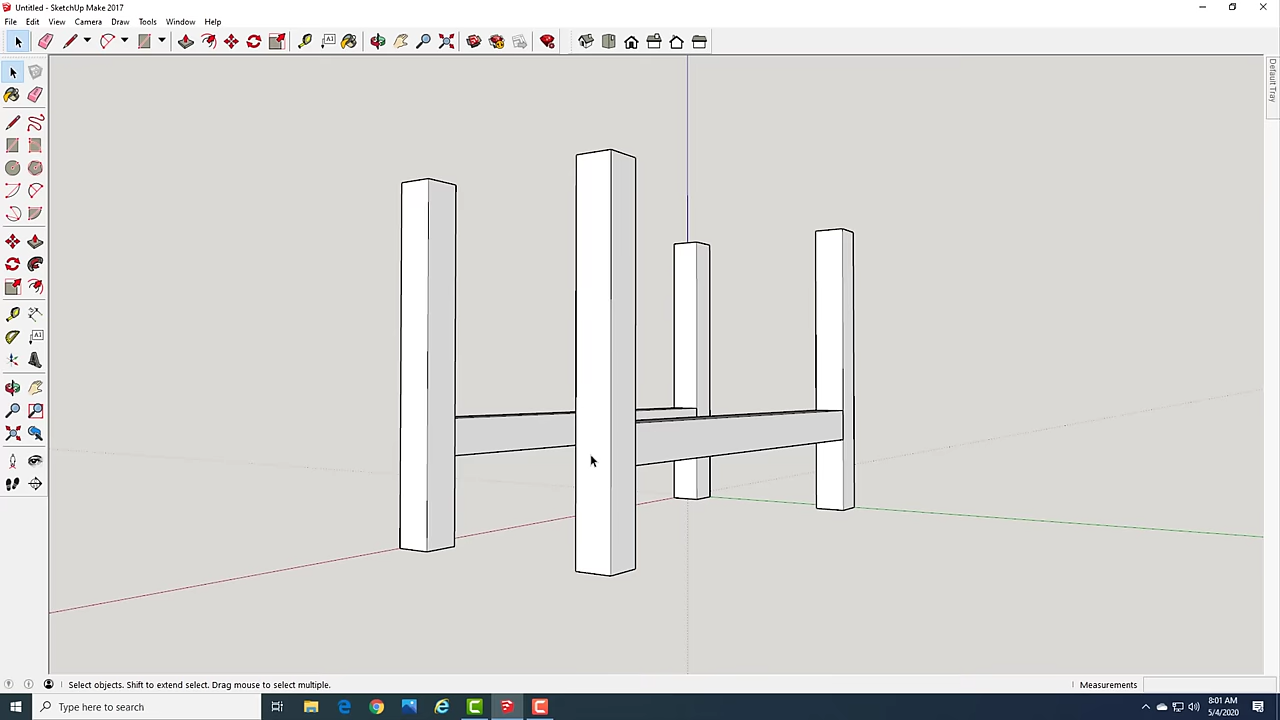 Untitled - SketchUp Make 2017
File Edit View Camera Draw Tools Window Help
Default Tray
Select objects. Shift to extend select. Drag mouse to select multiple.
Measurements
Type here to search
8:01 AM
5/4/2020